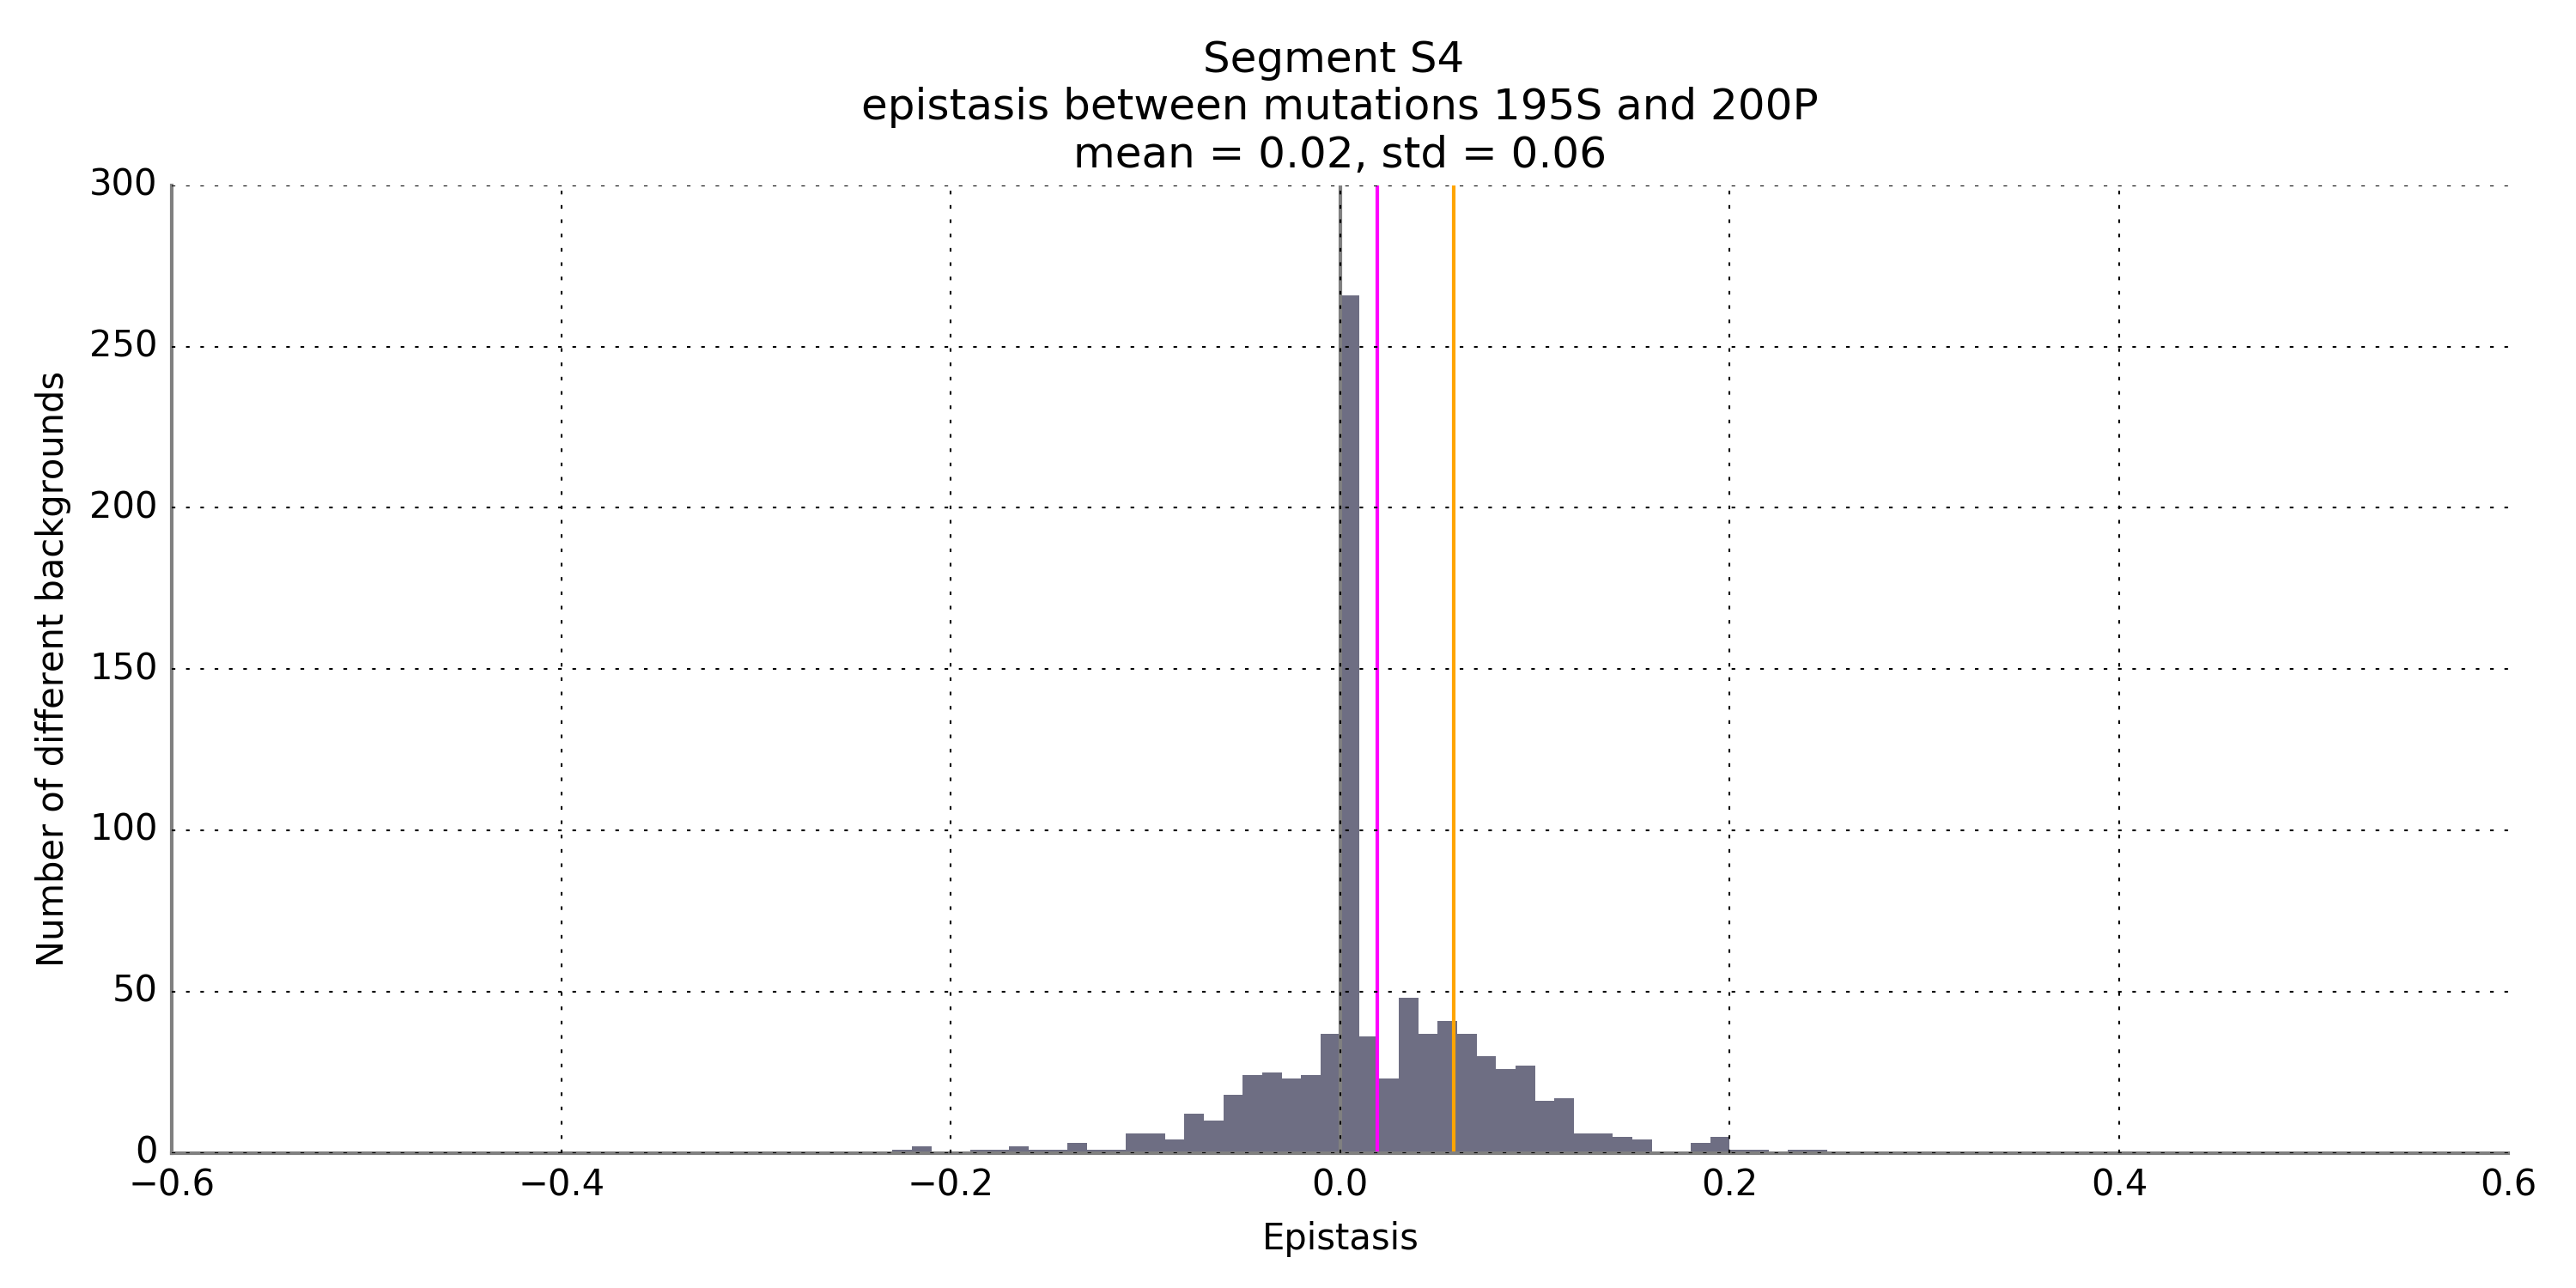 Segment S4
epistasis between mutations 195S and 200P
mean = 0.02, std = 0.06
300
250
200
150
100
50
0
Number of different backgrounds
−0.6 −0.4 −0.2 0.0 0.2 0.4 0.6
Epistasis